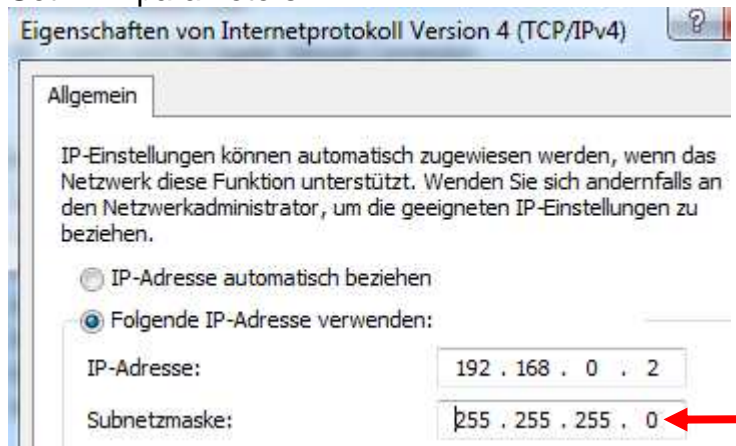 Eigenschaften von Internetprotokoll Version 4 (TCP/IPv4)
Allgemein
IP-Einstellungen können automatisch zugewiesen werden, wenn das
Netzwerk diese Funktion unterstützt. Wenden Sie sich andernfalls an
den Netzwerkadministrator, um die geeigneten IP-Einstellungen zu
beziehen.
IP-Adresse automatisch beziehen
Folgende IP-Adresse verwenden:
IP-Adresse: 192 . 168 . 0 . 2
Subnetzmaske: 255 . 255 . 255 . 0